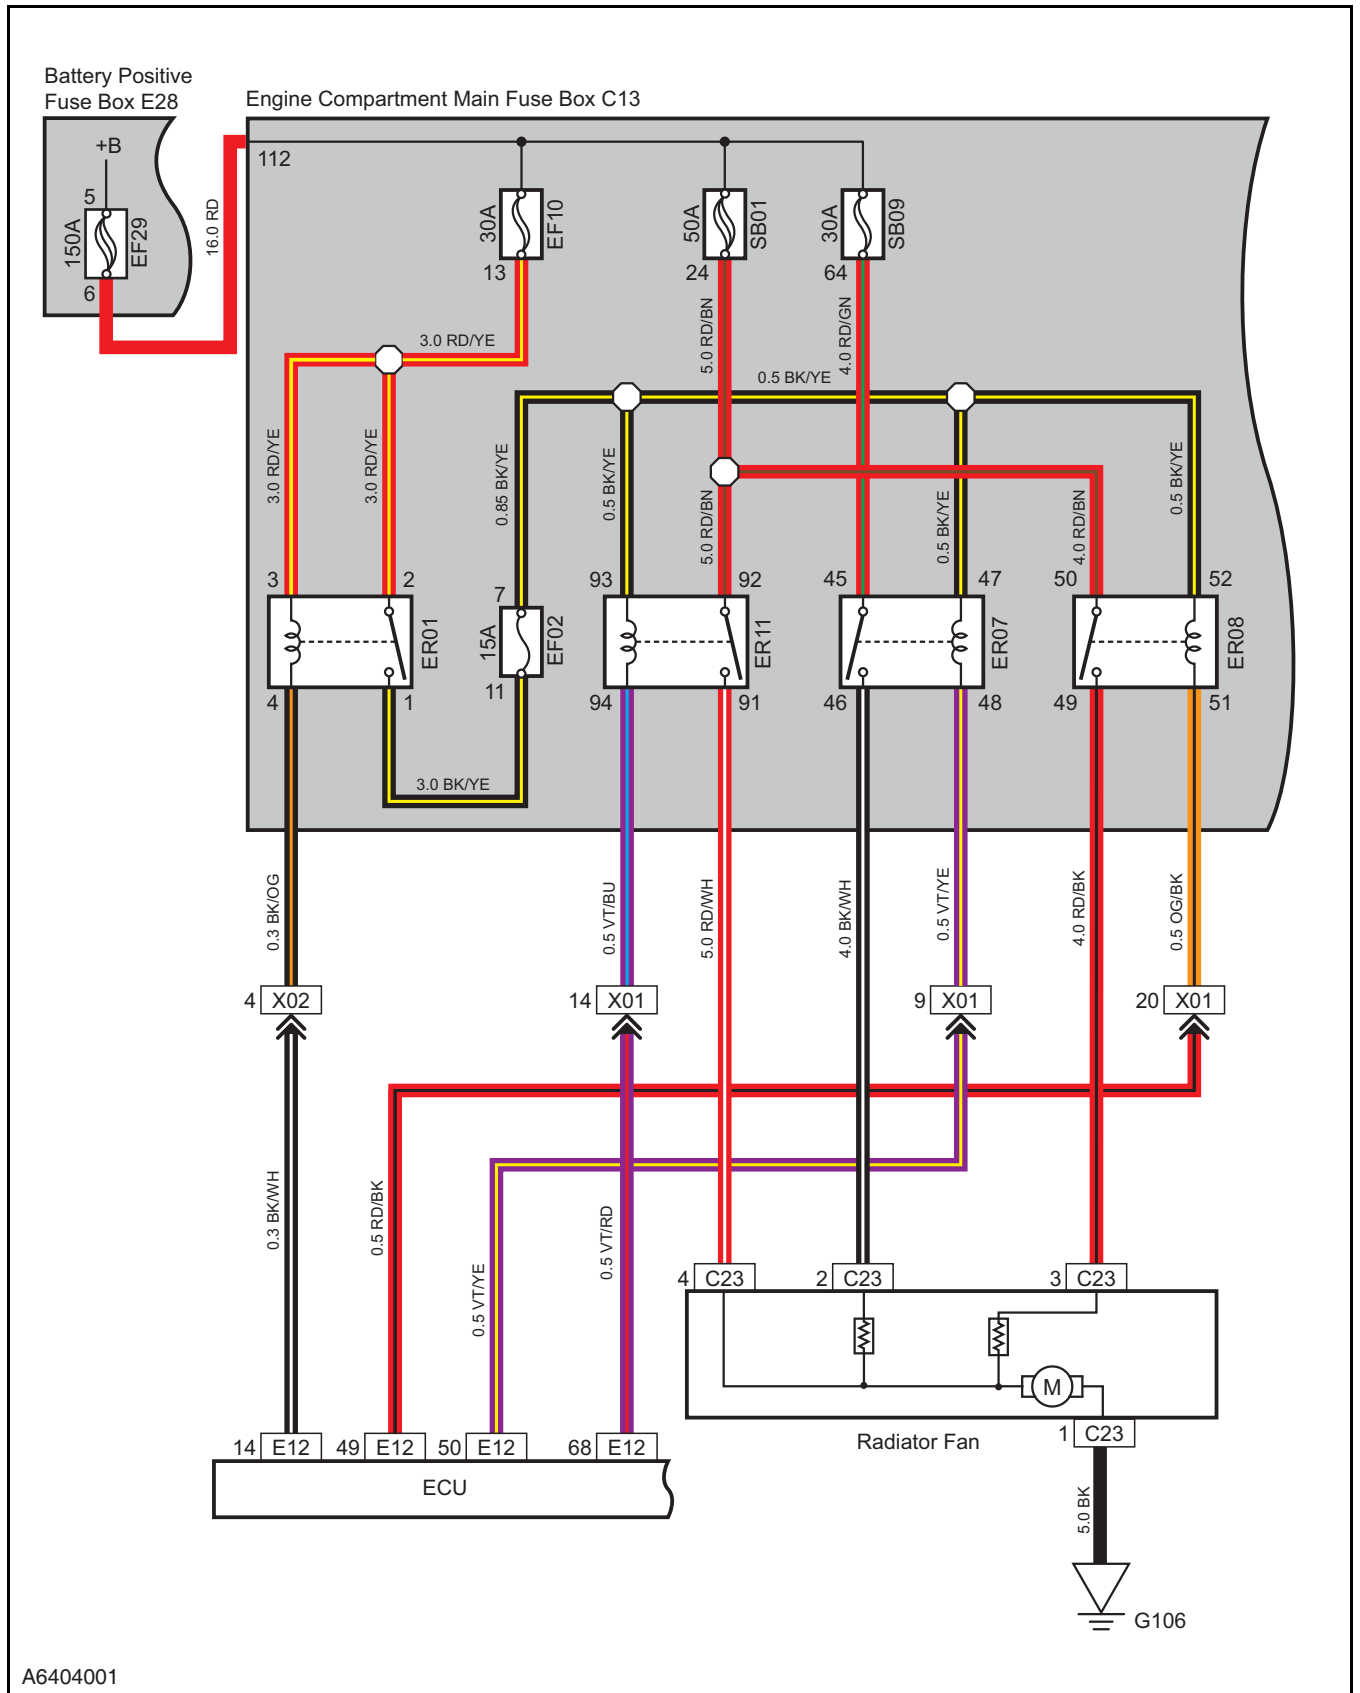 Battery Positive
Fuse Box E28
Engine Compartment Main Fuse Box C13
+B
112
5
150A
EF29
6
16.0 RD
30A
EF10
13
50A
SB01
24
30A
SB09
64
3.0 RD/YE
5.0 RD/BN
4.0 RD/GN
0.5 BK/YE
3.0 RD/YE
3.0 RD/YE
0.85 BK/YE
0.5 BK/YE
5.0 RD/BN
0.5 BK/YE
4.0 RD/BN
0.5 BK/YE
3
2
7
93
92
45
47
50
52
ER01
15A
EF02
ER11
ER07
ER08
4
1
11
94
91
46
48
49
51
3.0 BK/YE
0.3 BK/OG
0.5 VT/BU
5.0 RD/WH
4.0 BK/WH
0.5 VT/YE
4.0 RD/BK
0.5 OG/BK
4 X02
14 X01
9 X01
20 X01
0.3 BK/WH
0.5 RD/BK
0.5 VT/YE
0.5 VT/RD
4 C23
2 C23
3 C23
M
14 E12
49 E12
50 E12
68 E12
Radiator Fan
1 C23
ECU
5.0 BK
G106
A6404001